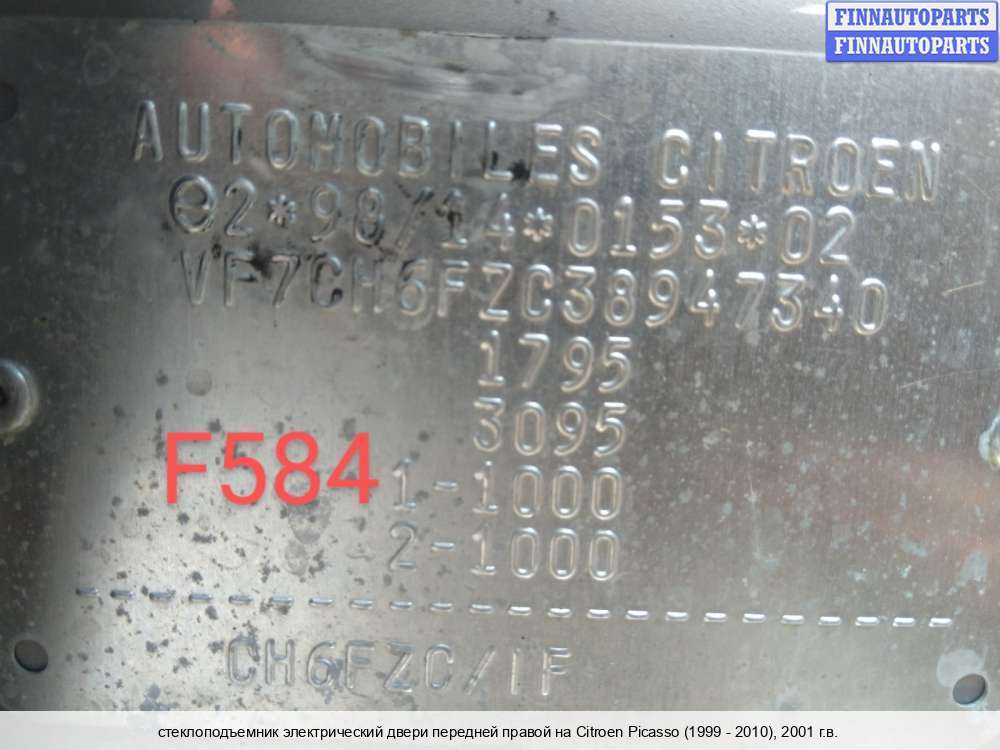 FINNAUTOPARTS
FINNAUTOPARTS
AUTOMOBILES CITROEN
e2*98/14*0153*02
VF7CH6FZC38947340
1795
3095
F584
1-1000
2-1000
--------------------
CH6FZC/IF
стеклоподъемник электрический двери передней правой на Citroen Picasso (1999 - 2010), 2001 г.в.